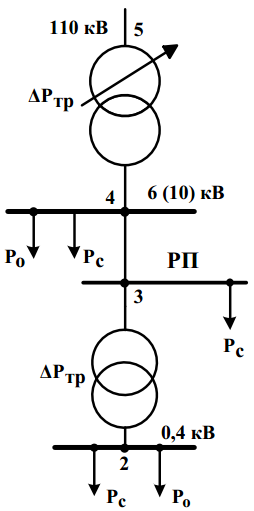 110 кВ 5
ΔPтр
4 6 (10) кВ
Pо Pс РП
3
Pс
ΔPтр
0,4 кВ
2
Pс Pо